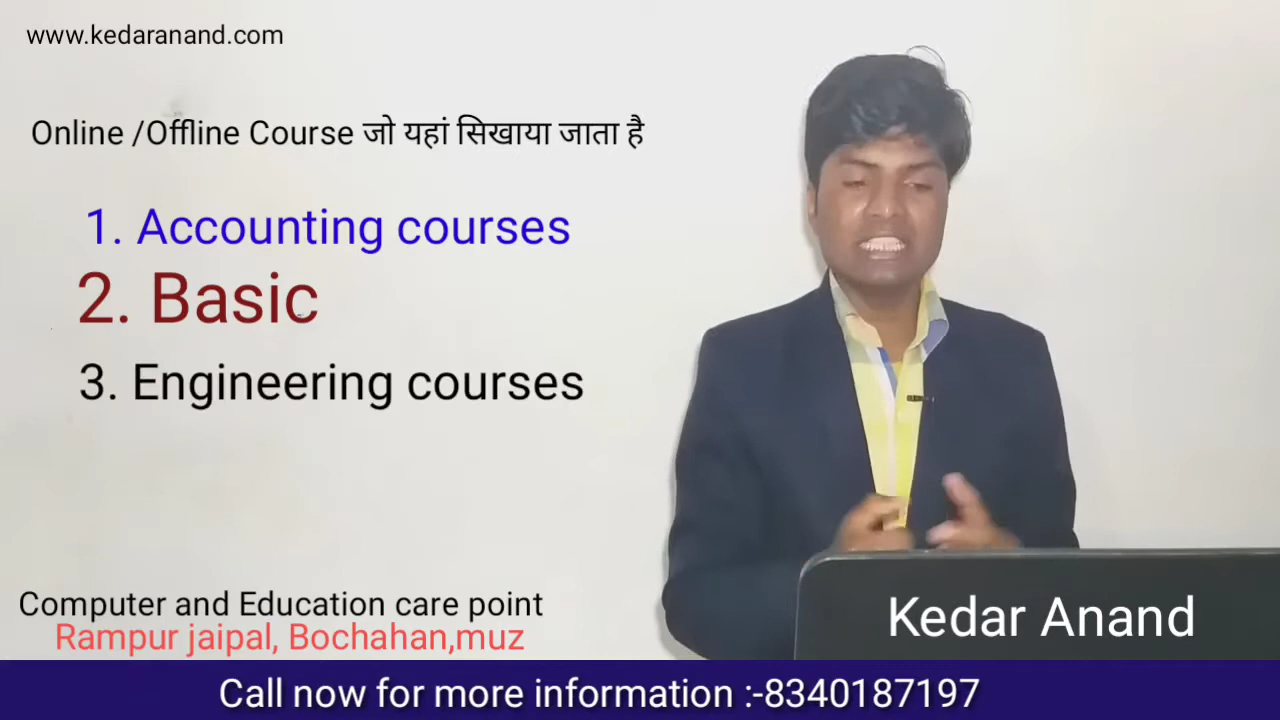 www.kedaranand.com
Online /Offline Course जो यहां सिखाया जाता है
1. Accounting courses
2. Basic
3. Engineering courses
Computer and Education care point
Rampur jaipal, Bochahan,muz
Kedar Anand
Call now for more information :-8340187197